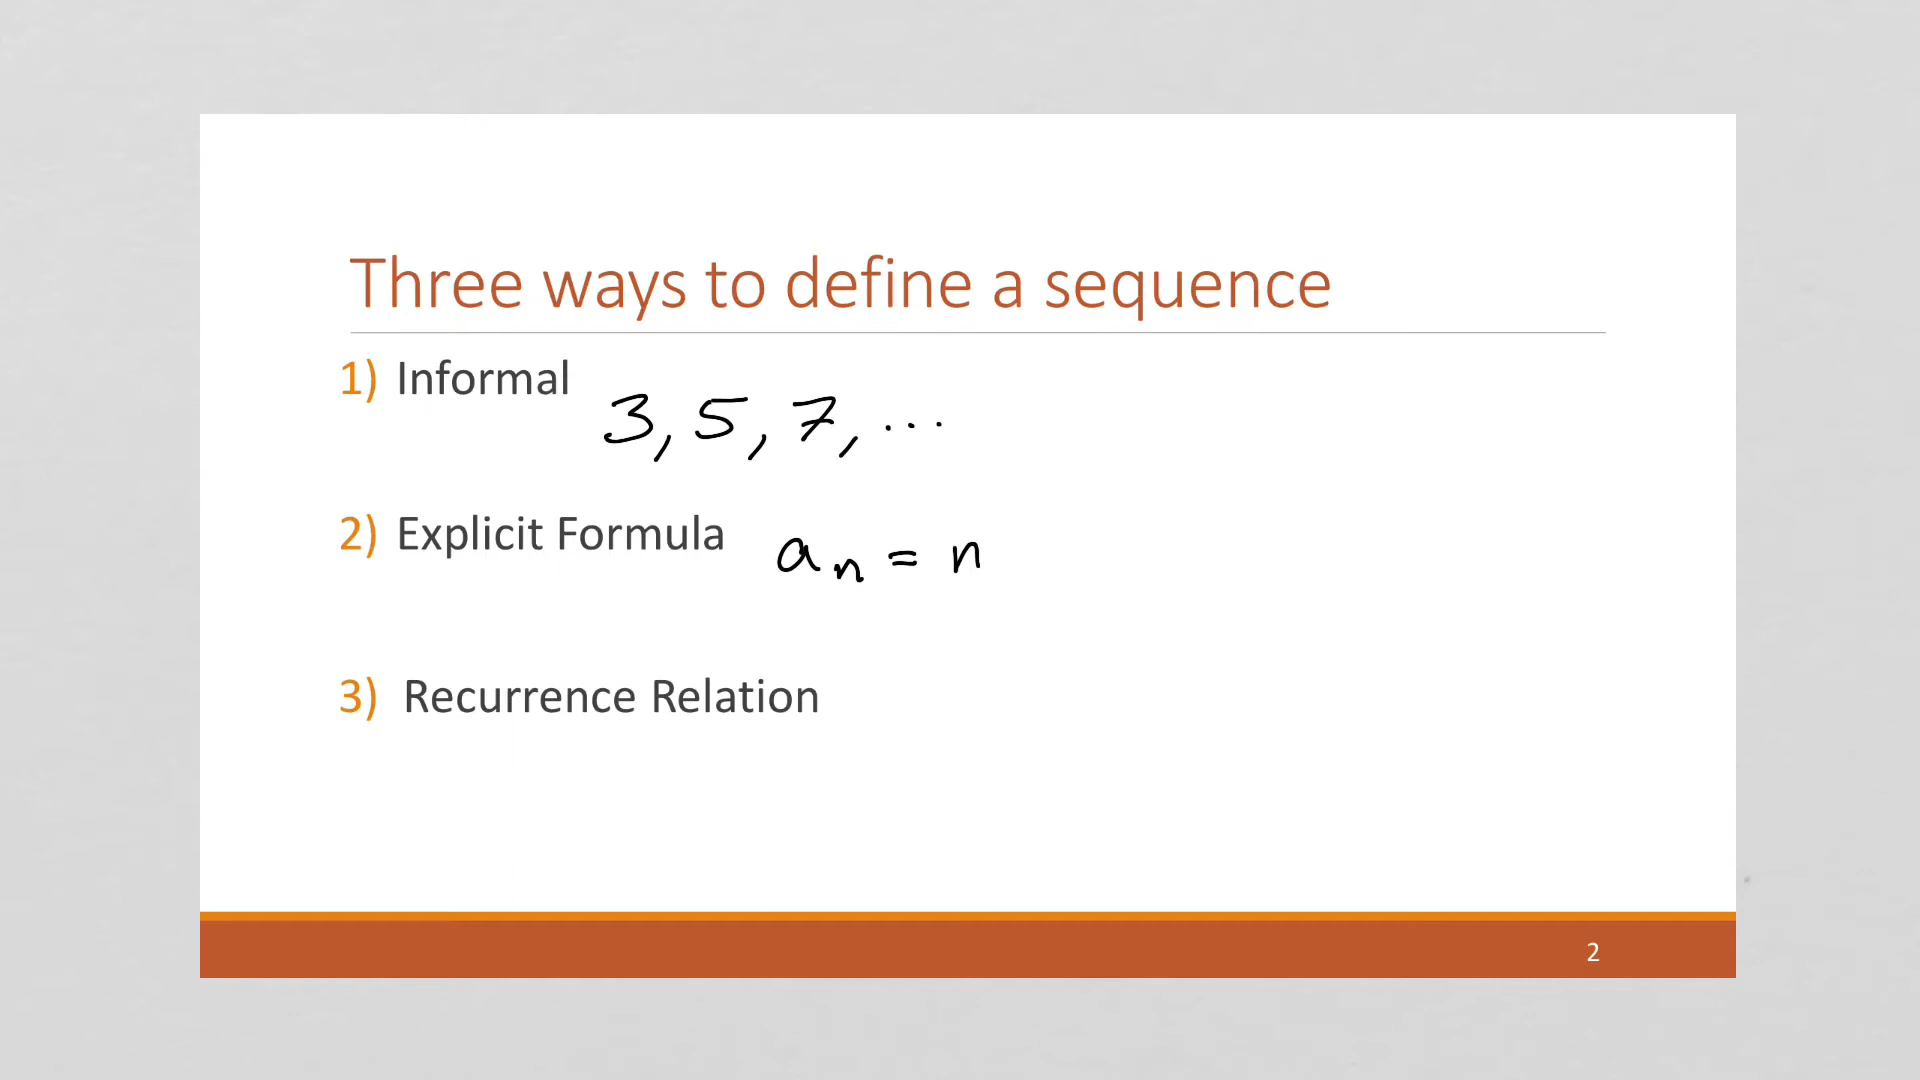 Three ways to define a sequence
1) Informal
3, 5, 7, ...
2) Explicit Formula
aₙ = n
3) Recurrence Relation
2